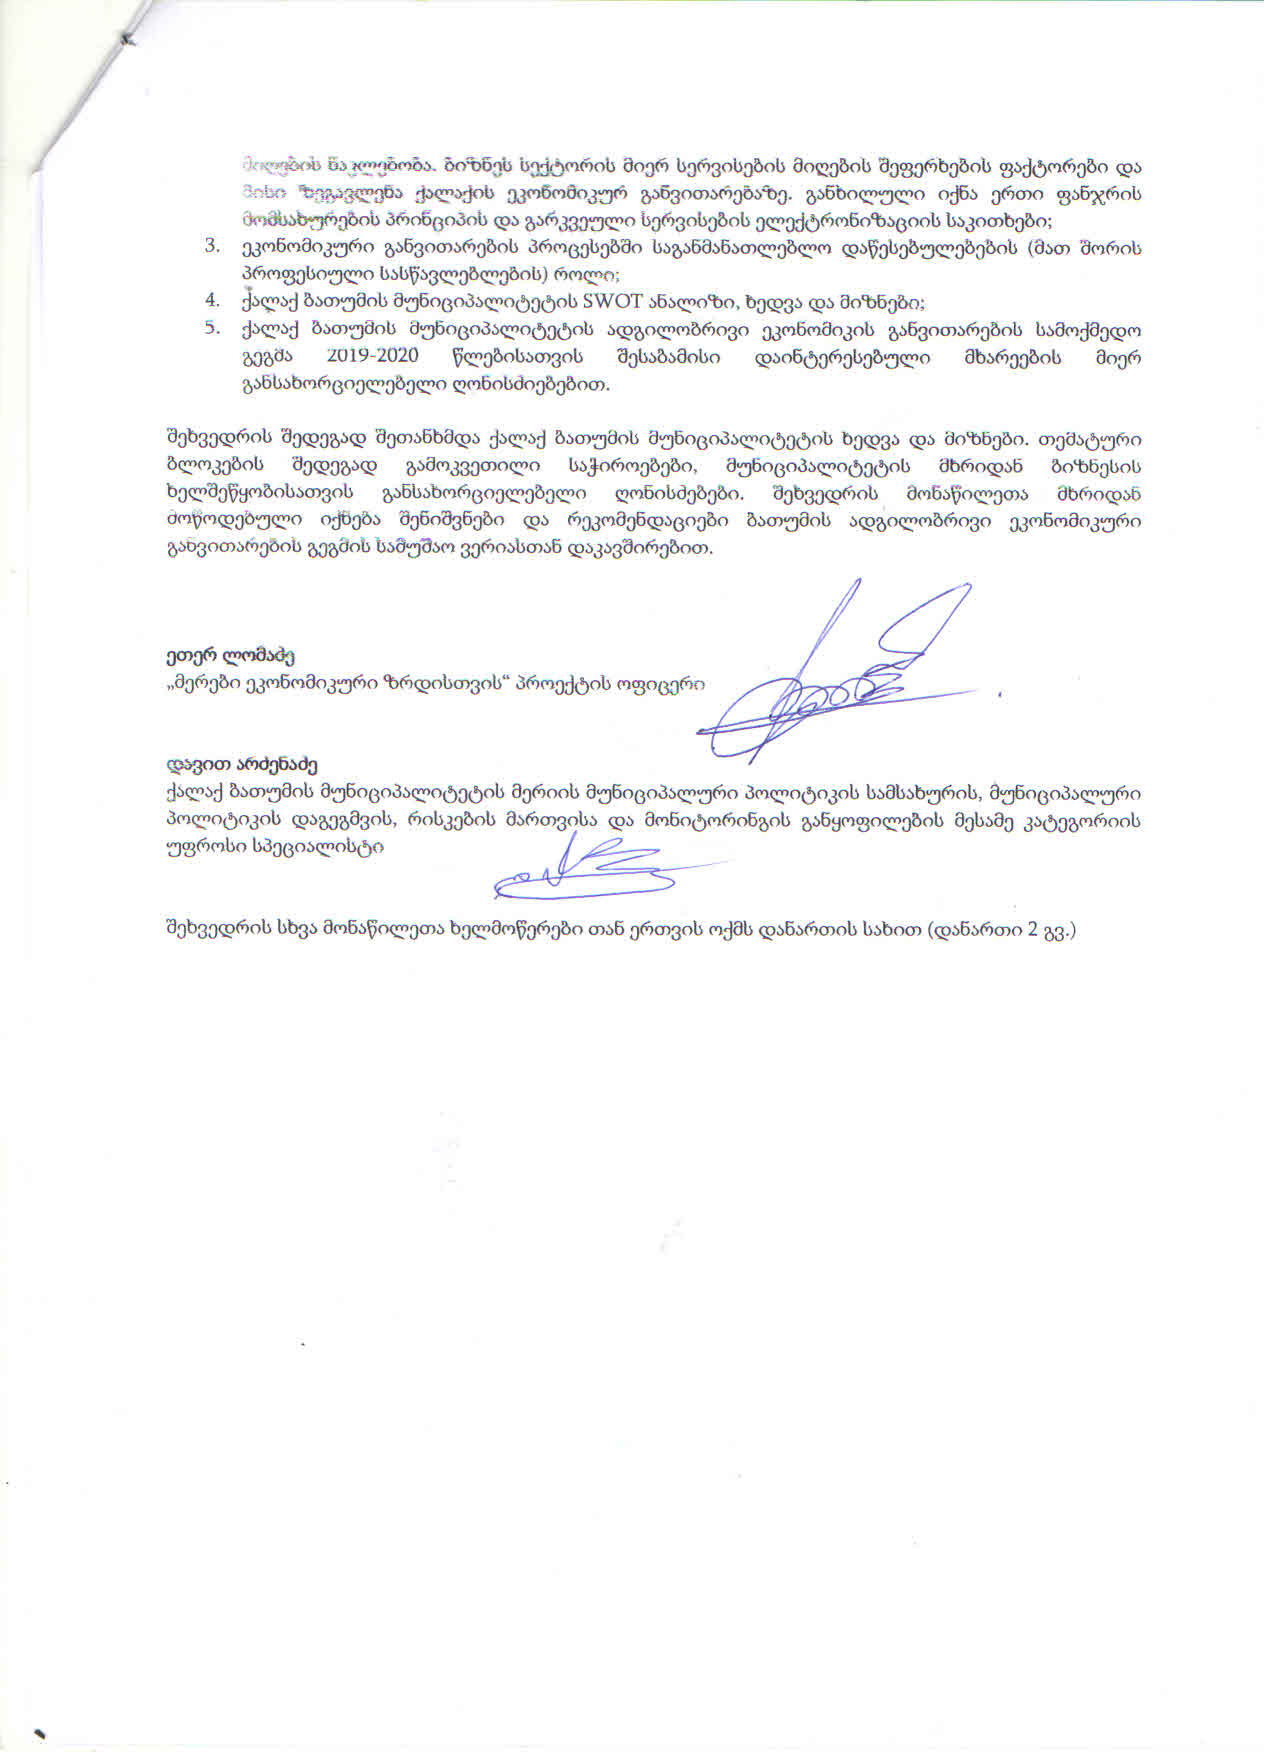 მიღების ნაკლებობა. ბიზნეს სექტორის მიერ სერვისების მიღების შეფერხების ფაქტორები და
მისი ზეგავლენა ქალაქის ეკონომიკურ განვითარებაზე. განხილული იქნა ერთი ფანჯრის
მომსახურების პრინციპის და გარკვეული სერვისების ელექტრონიზაციის საკითხები;
3. ეკონომიკური განვითარების პროცესებში საგანმანათლებლო დაწესებულებების (მათ შორის
პროფესიული სასწავლებლების) როლი;
4. ქალაქ ბათუმის მუნიციპალიტეტის SWOT ანალიზი, ხედვა და მიზნები;
5. ქალაქ ბათუმის მუნიციპალიტეტის ადგილობრივი ეკონომიკის განვითარების სამოქმედო
გეგმა 2019-2020 წლებისათვის შესაბამისი დაინტერესებული მხარეების მიერ
განსახორციელებელი ღონისძიებებით.
შეხვედრის შედეგად შეთანხმდა ქალაქ ბათუმის მუნიციპალიტეტის ხედვა და მიზნები. თემატური
ბლოკების შედეგად გამოკვეთილი საჭიროებები, მუნიციპალიტეტის მხრიდან ბიზნესის
ხელშეწყობისათვის განსახორციელებელი ღონისძებები. შეხვედრის მონაწილეთა მხრიდან
მოწოდებული იქნება შენიშვნები და რეკომენდაციები ბათუმის ადგილობრივი ეკონომიკური
განვითარების გეგმის სამუშაო ვერიასთან დაკავშირებით.
ეთერ ლომაძე
„მერები ეკონომიკური ზრდისთვის“ პროექტის ოფიცერი
დავით არძენაძე
ქალაქ ბათუმის მუნიციპალიტეტის მერიის მუნიციპალური პოლიტიკის სამსახურის, მუნიციპალური
პოლიტიკის დაგეგმვის, რისკების მართვისა და მონიტორინგის განყოფილების მესამე კატეგორიის
უფროსი სპეციალისტი
შეხვედრის სხვა მონაწილეთა ხელმოწერები თან ერთვის ოქმს დანართის სახით (დანართი 2 გვ.)